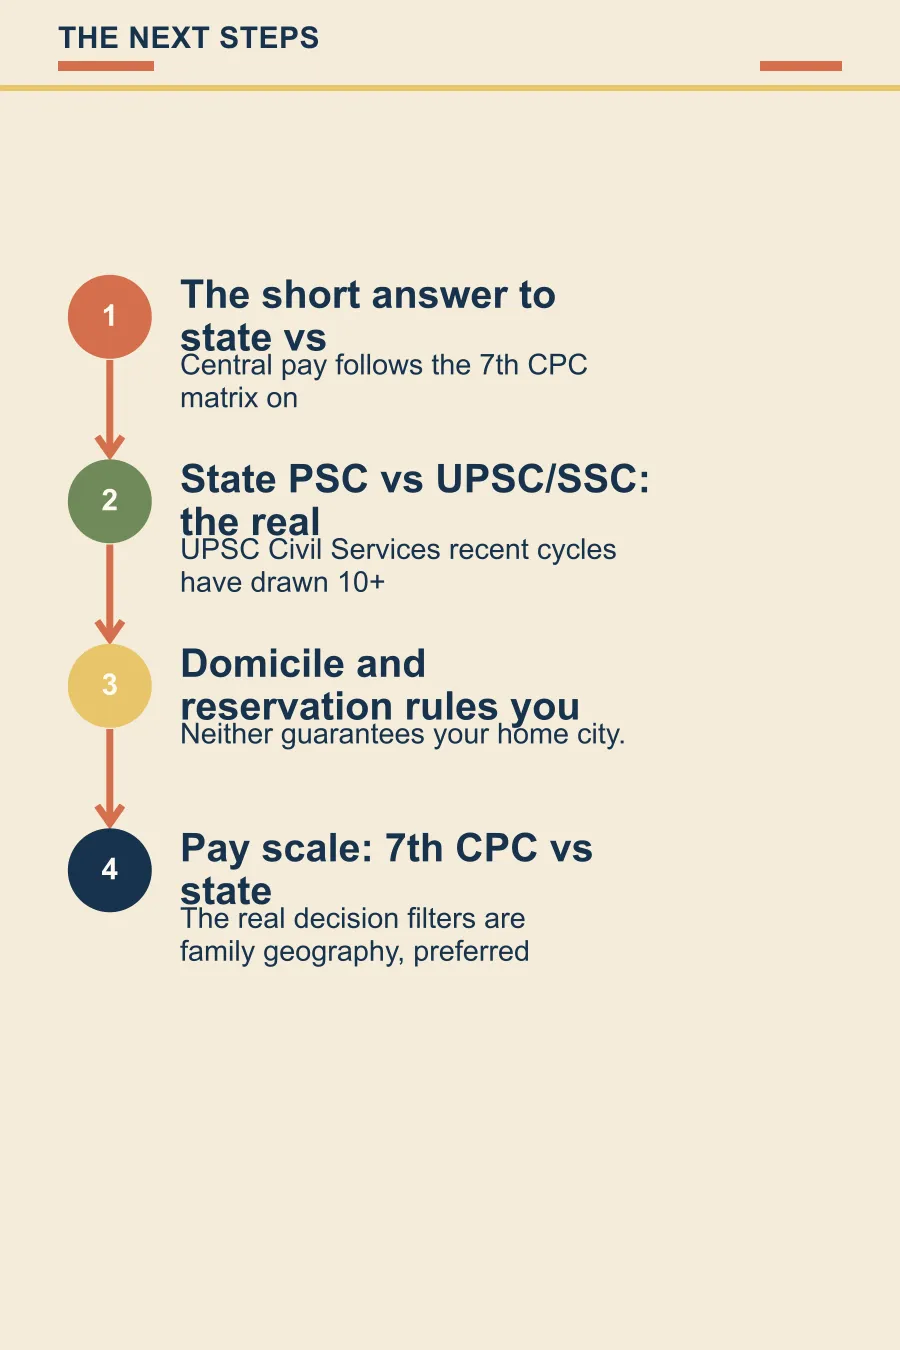 THE NEXT STEPS
1
The short answer to
state vs
Central pay follows the 7th CPC
matrix on
2
State PSC vs UPSC/SSC:
the real
UPSC Civil Services recent cycles
have drawn 10+
3
Domicile and
reservation rules you
Neither guarantees your home city.
4
Pay scale: 7th CPC vs
state
The real decision filters are
family geography, preferred